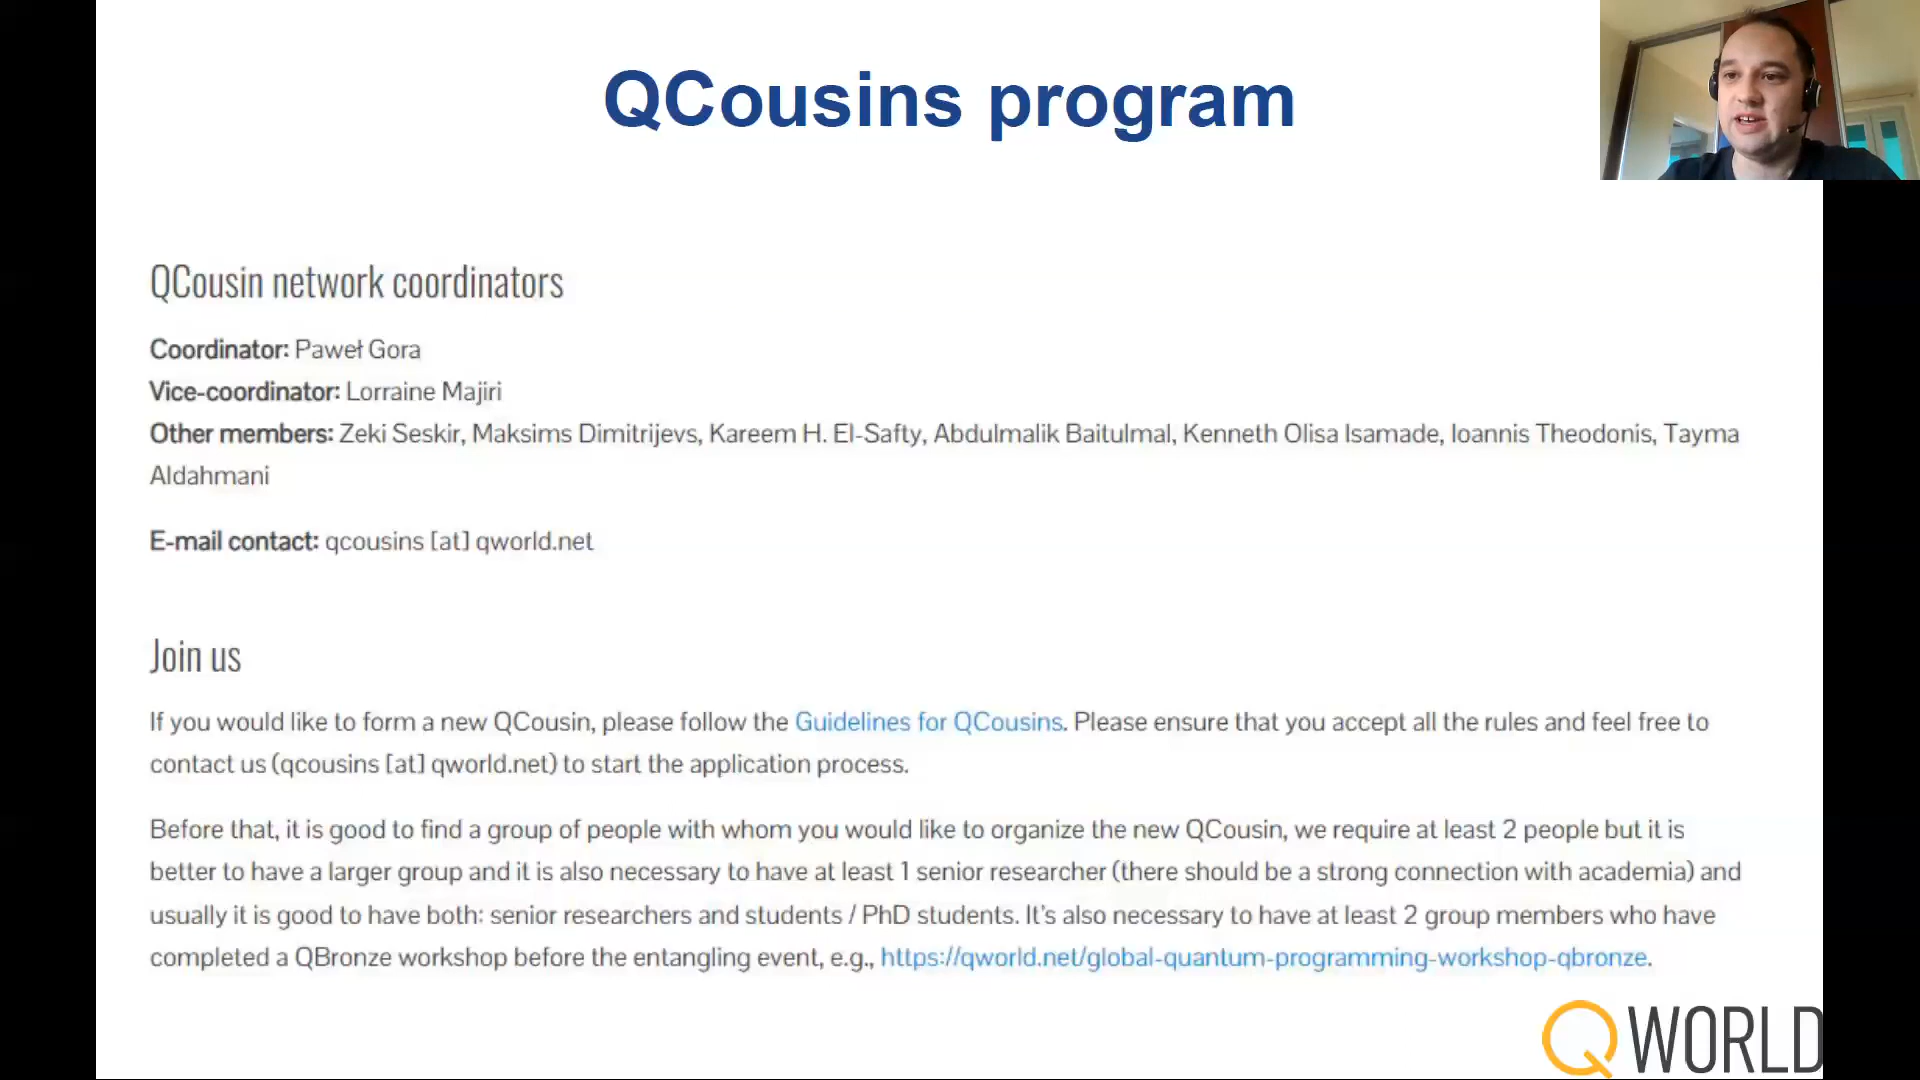 QCousins program
QCousin network coordinators
Coordinator: Paweł Gora
Vice-coordinator: Lorraine Majiri
Other members: Zeki Seskir, Maksims Dimitrijevs, Kareem H. El-Safty, Abdulmalik Baitulmal, Kenneth Olisa Isamade, Ioannis Theodonis, Tayma
Aldahmani
E-mail contact: qcousins [at] qworld.net
Join us
If you would like to form a new QCousin, please follow the Guidelines for QCousins. Please ensure that you accept all the rules and feel free to
contact us (qcousins [at] qworld.net) to start the application process.
Before that, it is good to find a group of people with whom you would like to organize the new QCousin, we require at least 2 people but it is
better to have a larger group and it is also necessary to have at least 1 senior researcher (there should be a strong connection with academia) and
usually it is good to have both: senior researchers and students / PhD students. It's also necessary to have at least 2 group members who have
completed a QBronze workshop before the entangling event, e.g., https://qworld.net/global-quantum-programming-workshop-qbronze.
QWORLD